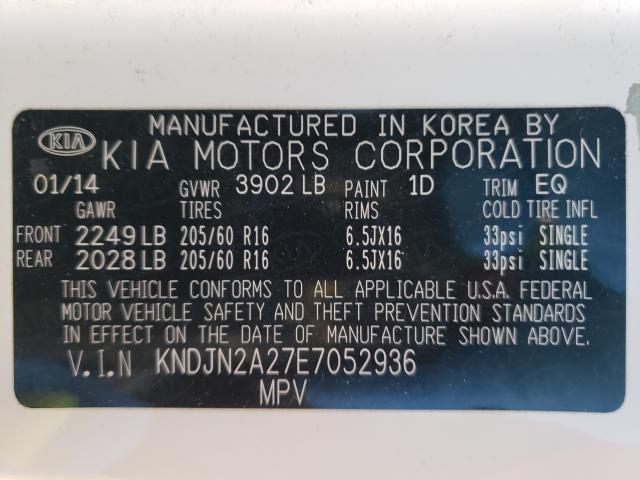 MANUFACTURED IN KOREA BY
KIA KIA MOTORS CORPORATION
01/14 GVWR 3902 LB PAINT 1D TRIM EQ
GAWR TIRES RIMS COLD TIRE INFL
FRONT 2249 LB 205/60 R16 6.5JX16 33psi SINGLE
REAR 2028 LB 205/60 R16 6.5JX16 33psi SINGLE
THIS VEHICLE CONFORMS TO ALL APPLICABLE U.S.A. FEDERAL
MOTOR VEHICLE SAFETY AND THEFT PREVENTION STANDARDS
IN EFFECT ON THE DATE OF MANUFACTURE SHOWN ABOVE.
V.I.N KNDJN2A27E7052936
MPV